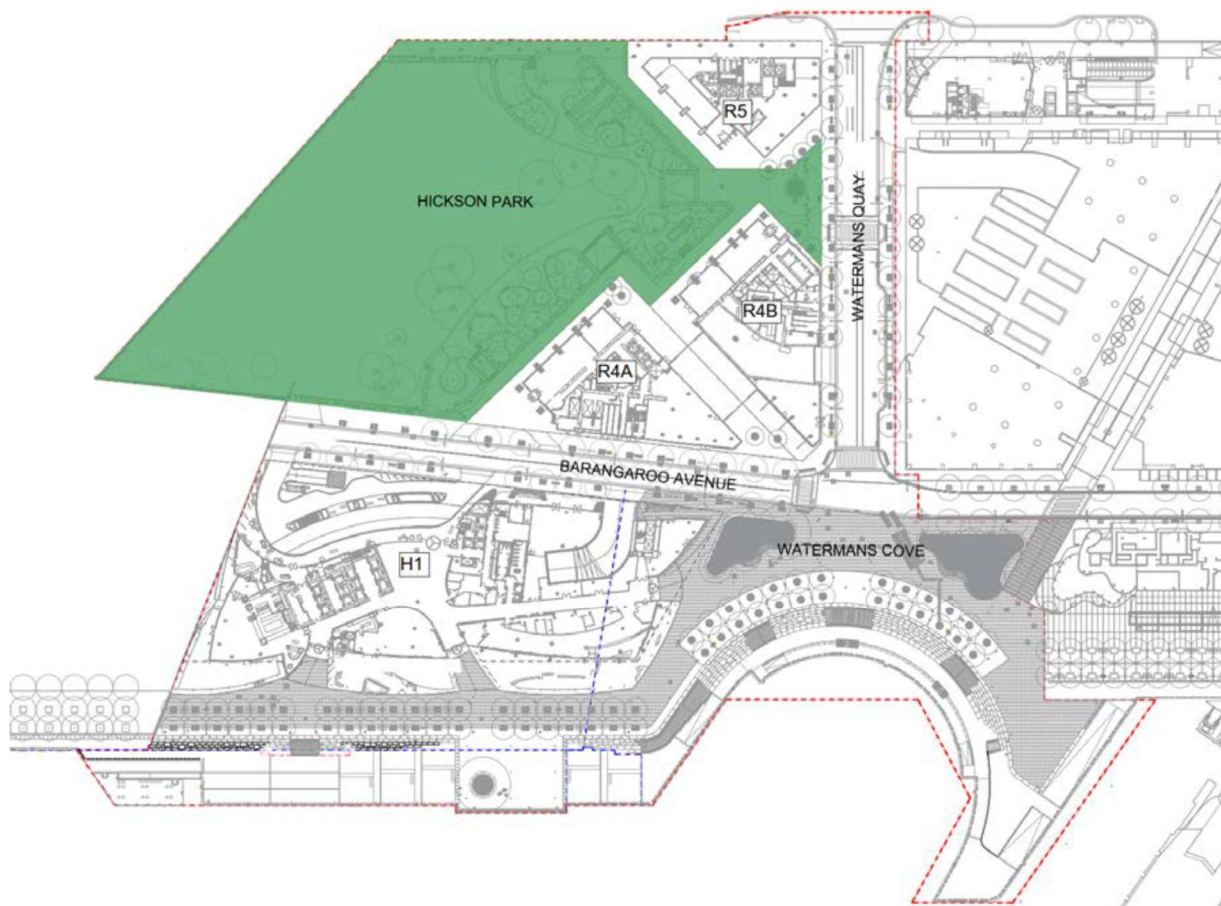 R5
HICKSON PARK
WATERMANS QUAY
R4B
R4A
BARANGAROO AVENUE
WATERMANS COVE
H1